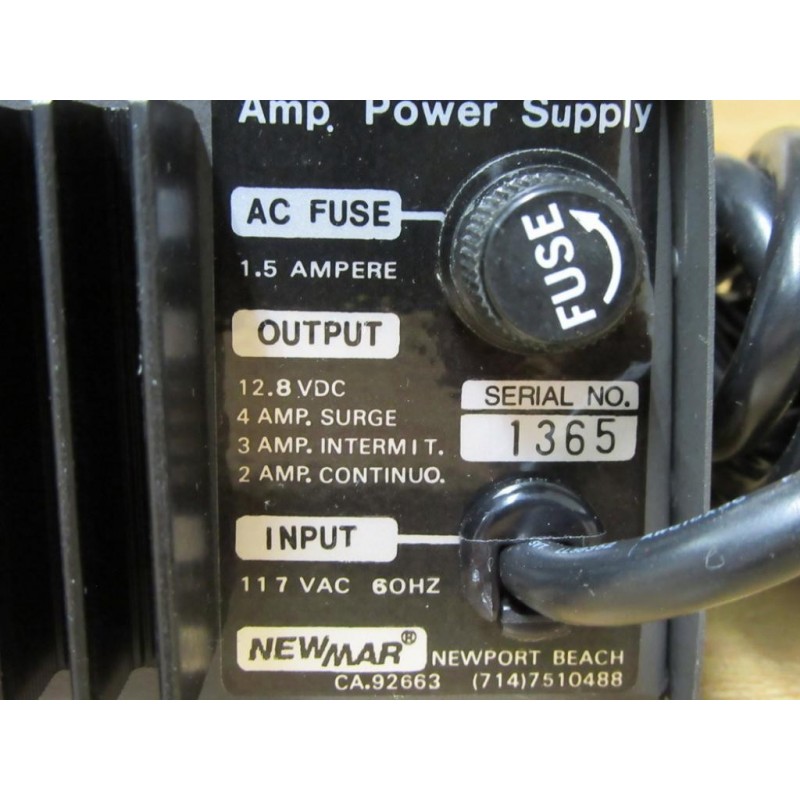 Amp. Power Supply
AC FUSE
FUSE
1.5 AMPERE
OUTPUT
12.8 VDC
4 AMP. SURGE
3 AMP. INTERMIT.
2 AMP. CONTINUO.
SERIAL NO.
1365
INPUT
117 VAC 60HZ
NEWMAR® NEWPORT BEACH
CA.92663 (714)7510488